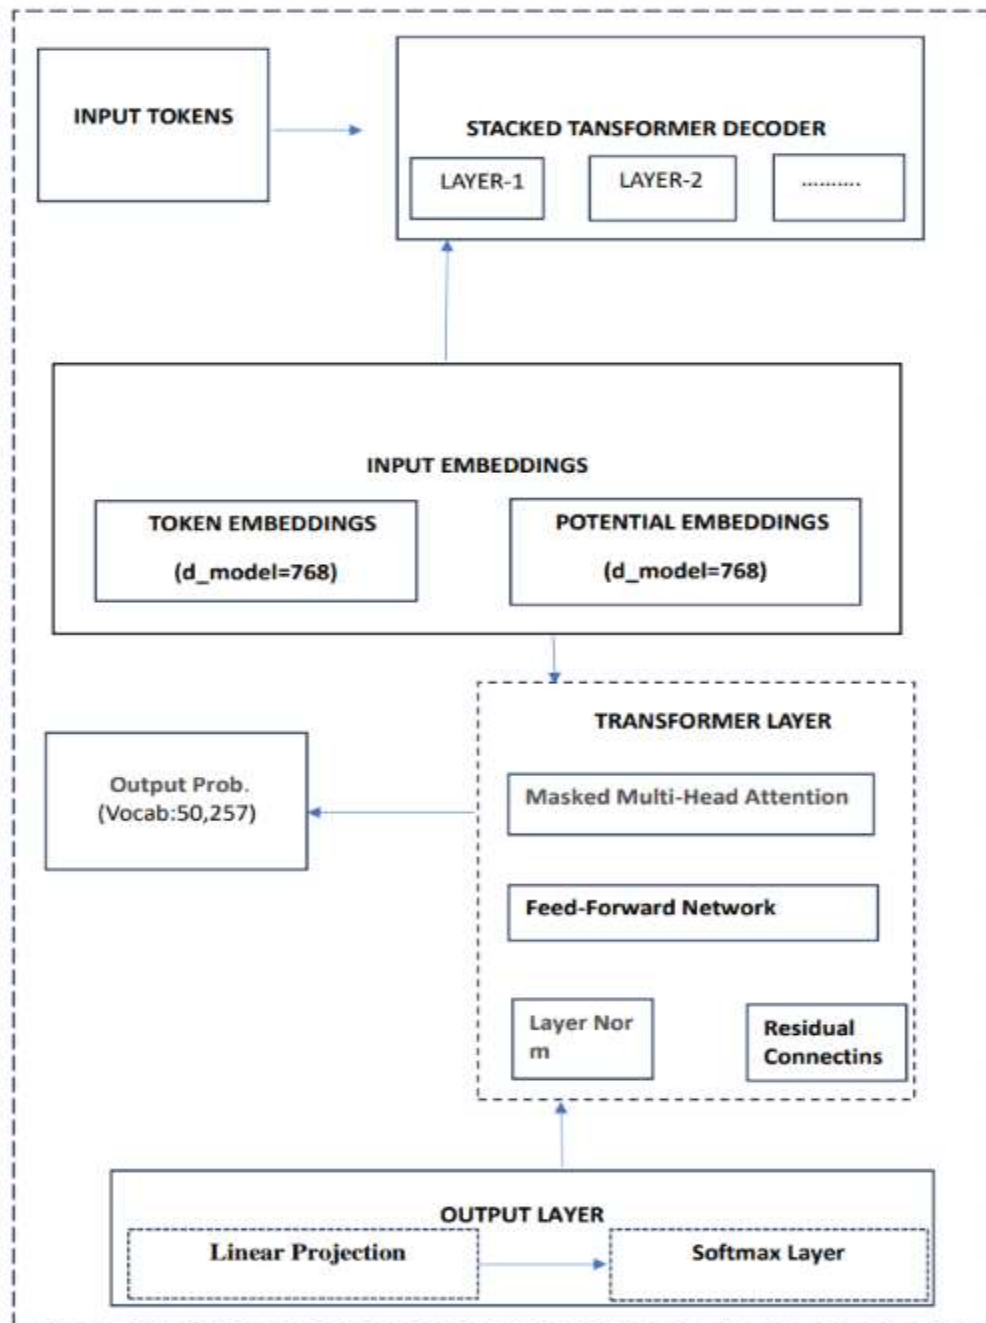 INPUT TOKENS
STACKED TANSFORMER DECODER
LAYER-1
LAYER-2
..........
INPUT EMBEDDINGS
TOKEN EMBEDDINGS
(d_model=768)
POTENTIAL EMBEDDINGS
(d_model=768)
TRANSFORMER LAYER
Masked Multi-Head Attention
Feed-Forward Network
Layer Nor
m
Residual
Connectins
Output Prob.
(Vocab:50,257)
OUTPUT LAYER
Linear Projection
Softmax Layer